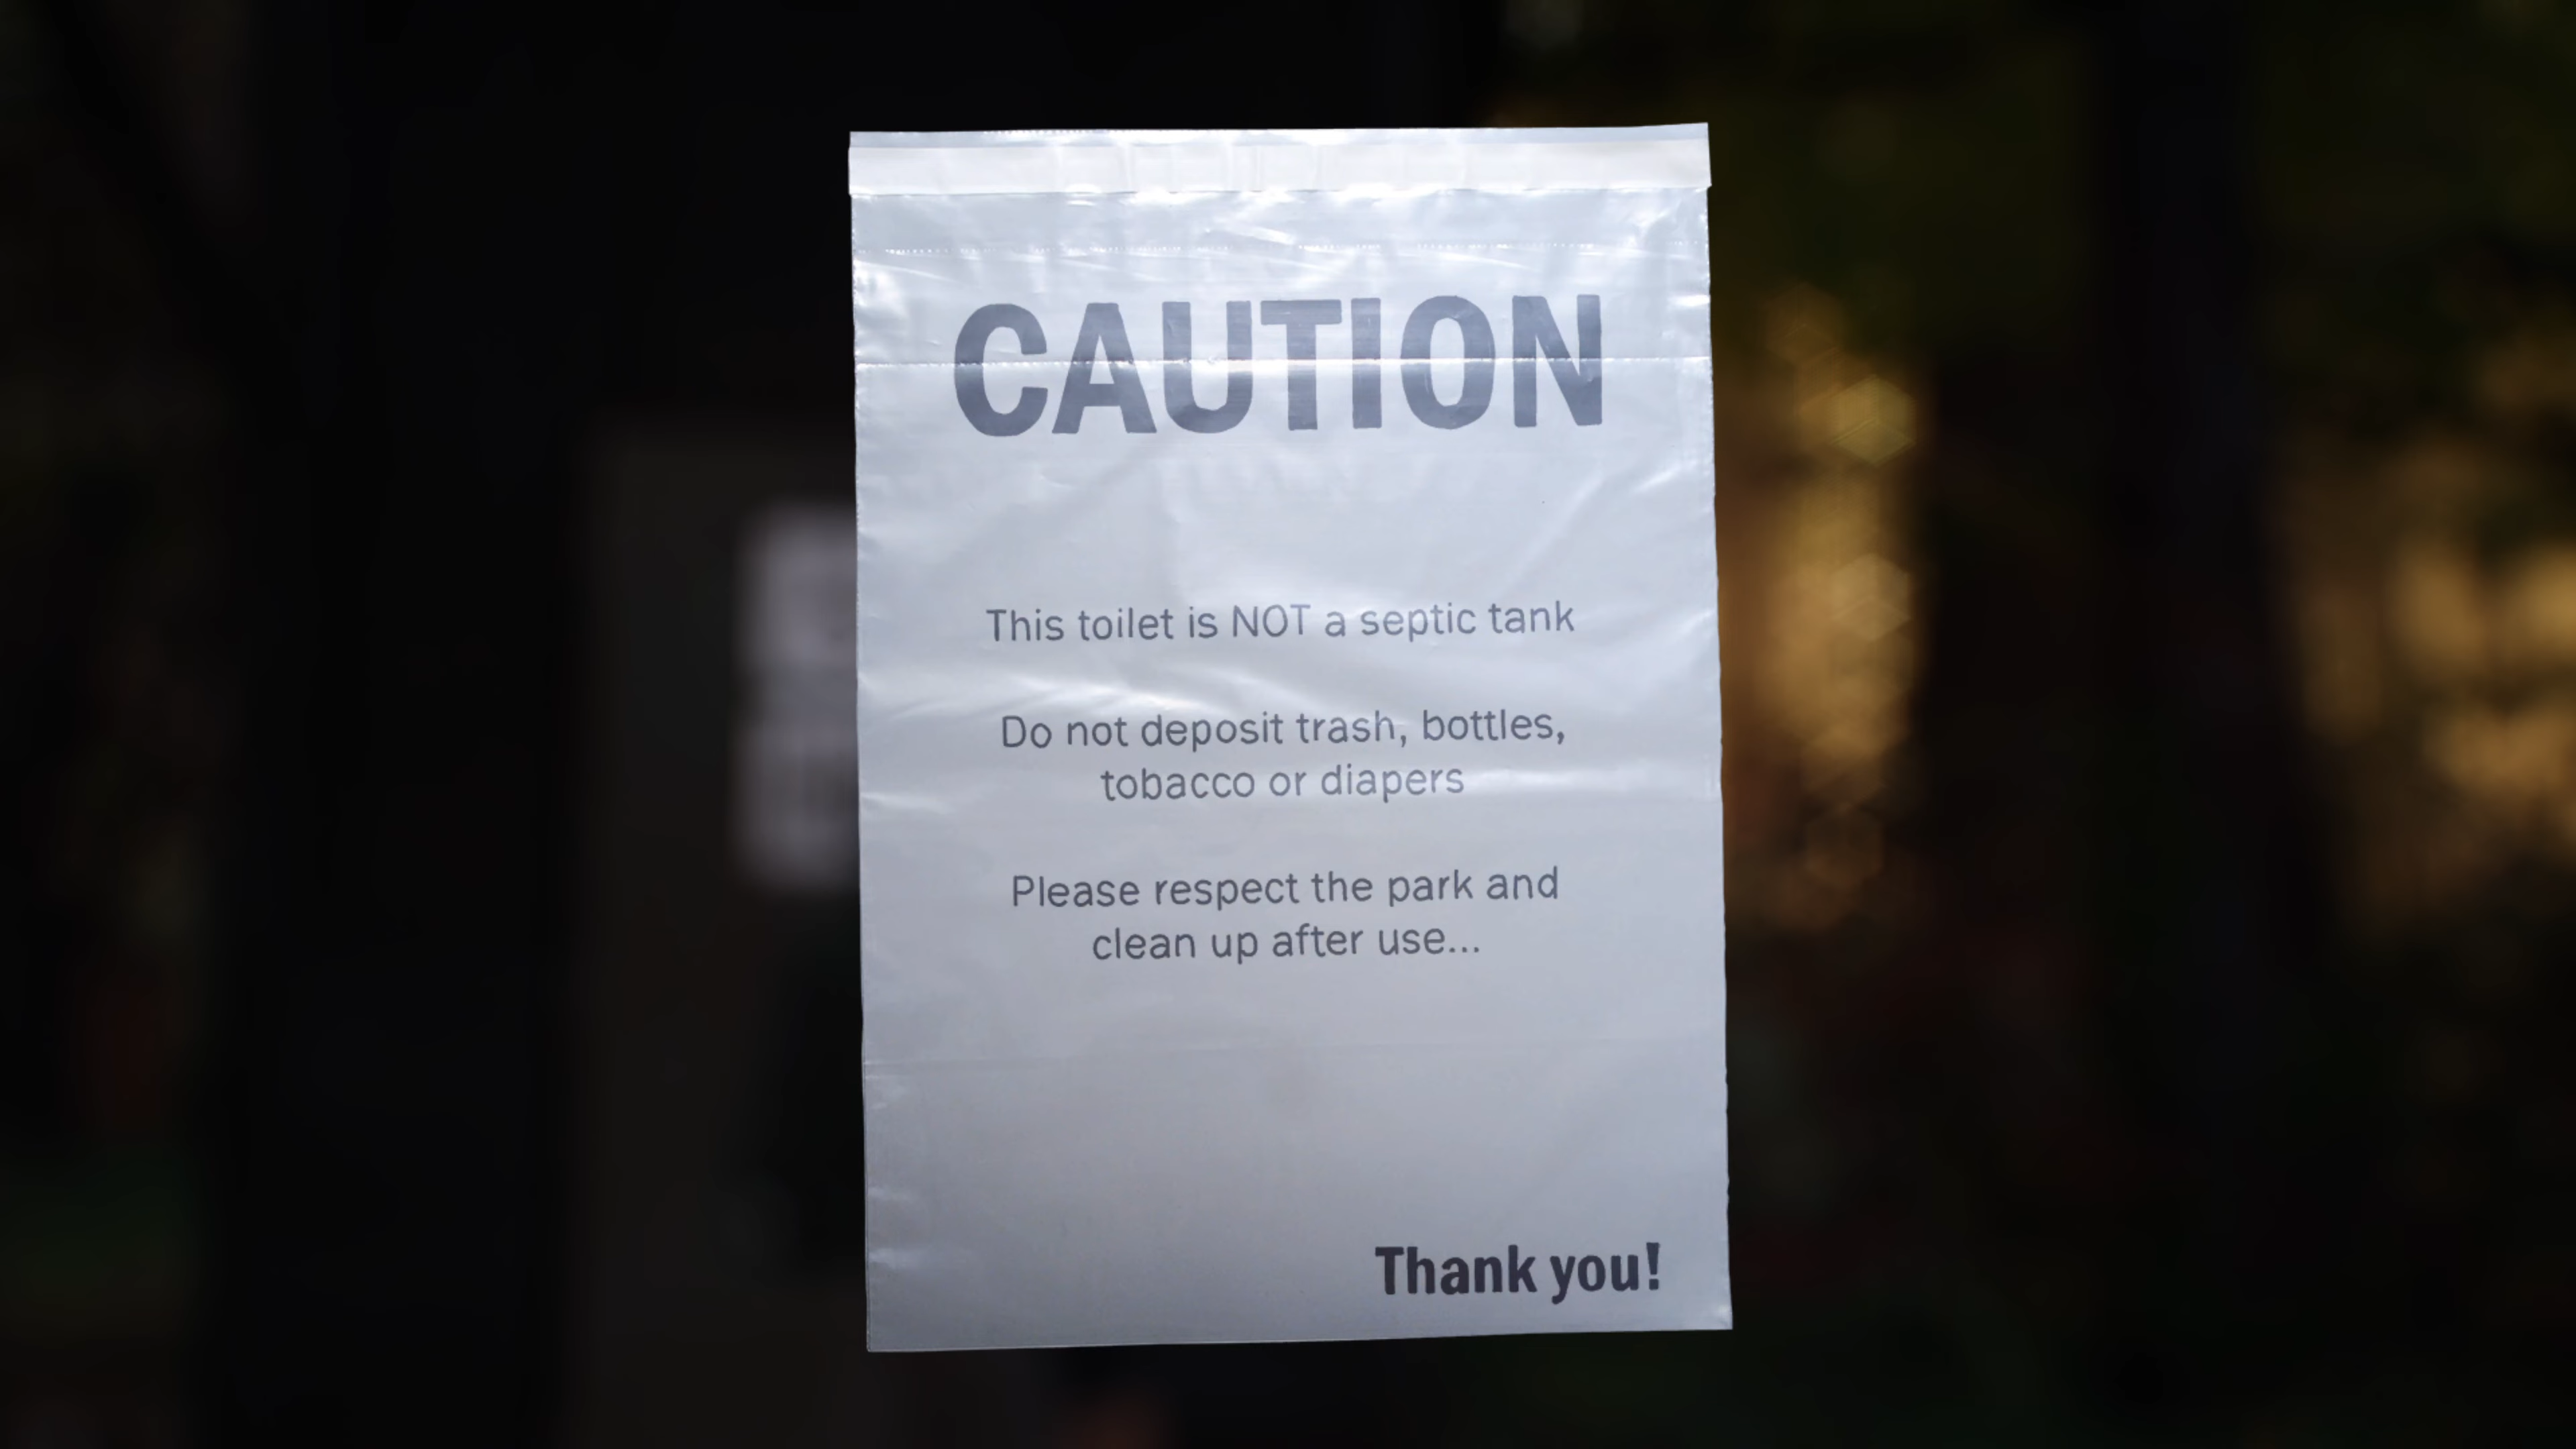 CAUTION
This toilet is NOT a septic tank
Do not deposit trash, bottles,
tobacco or diapers
Please respect the park and
clean up after use...
Thank you!